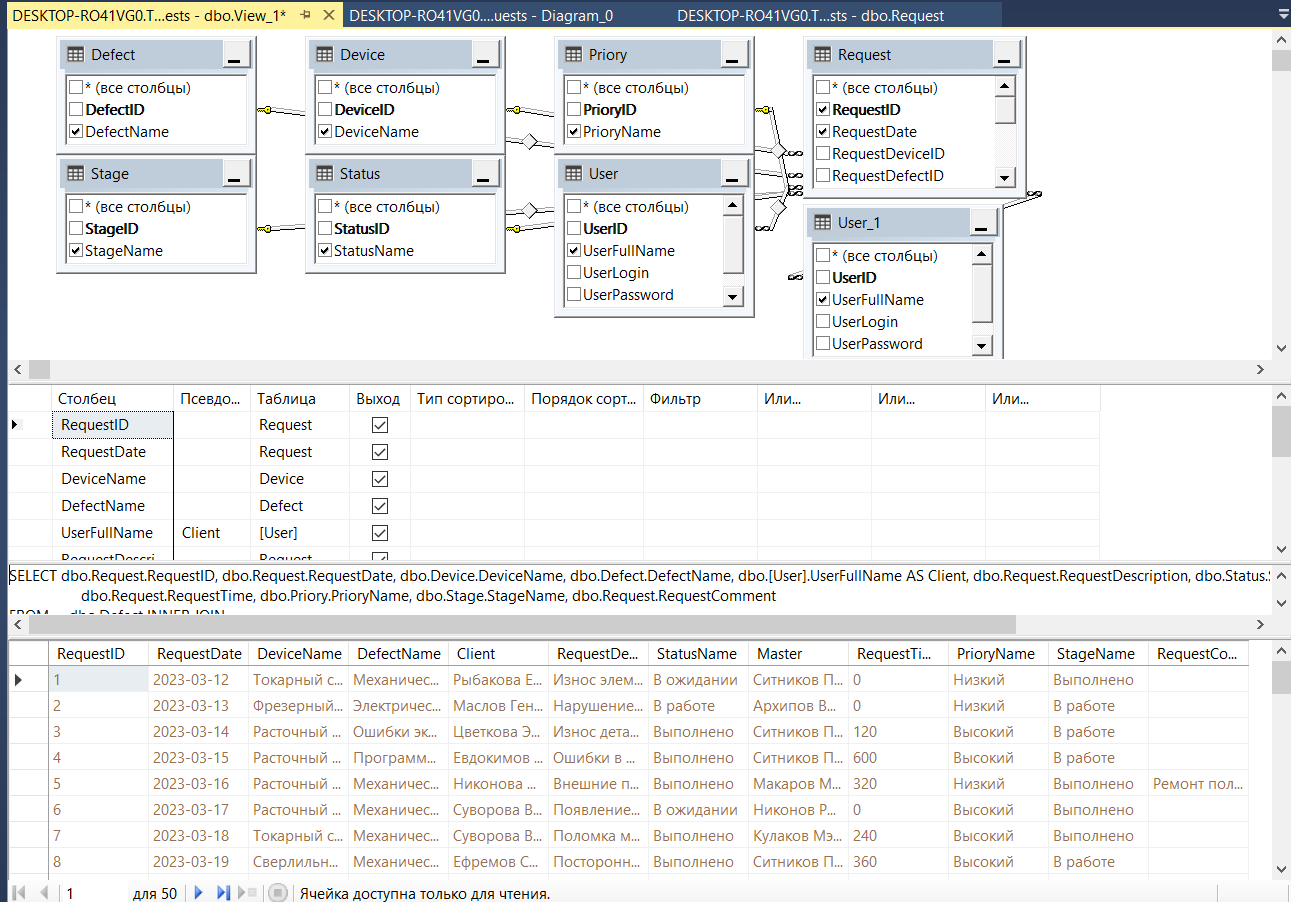 DESKTOP-RO41VG0.T...ests - dbo.View_1* DESKTOP-RO41VG0....uests - Diagram_0 DESKTOP-RO41VG0.T...sts - dbo.Request
Defect Device Priory Request
* (все столбцы) * (все столбцы) * (все столбцы) * (все столбцы)
DefectID DeviceID PrioryID RequestID
DefectName DeviceName PrioryName RequestDate
RequestDeviceID
RequestDefectID
Stage Status User
* (все столбцы) * (все столбцы) * (все столбцы)
StageID StatusID UserID
StageName StatusName UserFullName
UserLogin
UserPassword
User_1
* (все столбцы)
UserID
UserFullName
UserLogin
UserPassword
Столбец Псевдо... Таблица Выход Тип сортиро... Порядок сорт... Фильтр Или... Или... Или...
RequestID Request
RequestDate Request
DeviceName Device
DefectName Defect
UserFullName Client [User]
RequestDescri... Request
SELECT dbo.Request.RequestID, dbo.Request.RequestDate, dbo.Device.DeviceName, dbo.Defect.DefectName, dbo.[User].UserFullName AS Client, dbo.Request.RequestDescription, dbo.Status.S
dbo.Request.RequestTime, dbo.Priory.PrioryName, dbo.Stage.StageName, dbo.Request.RequestComment
FROM dbo.Defect INNER JOIN
RequestID RequestDate DeviceName DefectName Client RequestDe... StatusName Master RequestTi... PrioryName StageName RequestCo...
1 2023-03-12 Токарный с... Механичес... Рыбакова Е... Износ элем... В ожидании Ситников П... 0 Низкий Выполнено
2 2023-03-13 Фрезерный... Электричес... Маслов Ген... Нарушение... В работе Архипов В... 0 Низкий В работе
3 2023-03-14 Расточный ... Ошибки эк... Цветкова Э... Износ дета... Выполнено Ситников П... 120 Высокий В работе
4 2023-03-15 Расточный ... Программ... Евдокимов ... Ошибки в ... Выполнено Ситников П... 600 Высокий В работе
5 2023-03-16 Расточный ... Механичес... Никонова ... Внешние п... Выполнено Макаров М... 320 Низкий Выполнено Ремонт пол...
6 2023-03-17 Расточный ... Механичес... Суворова В... Появление... В ожидании Никонов Р... 0 Высокий Выполнено
7 2023-03-18 Токарный с... Механичес... Суворова В... Поломка м... Выполнено Кулаков Мэ... 240 Высокий Выполнено
8 2023-03-19 Сверлильн... Механичес... Ефремов С... Посторонн... Выполнено Ситников П... 360 Высокий В работе
1 для 50 Ячейка доступна только для чтения.